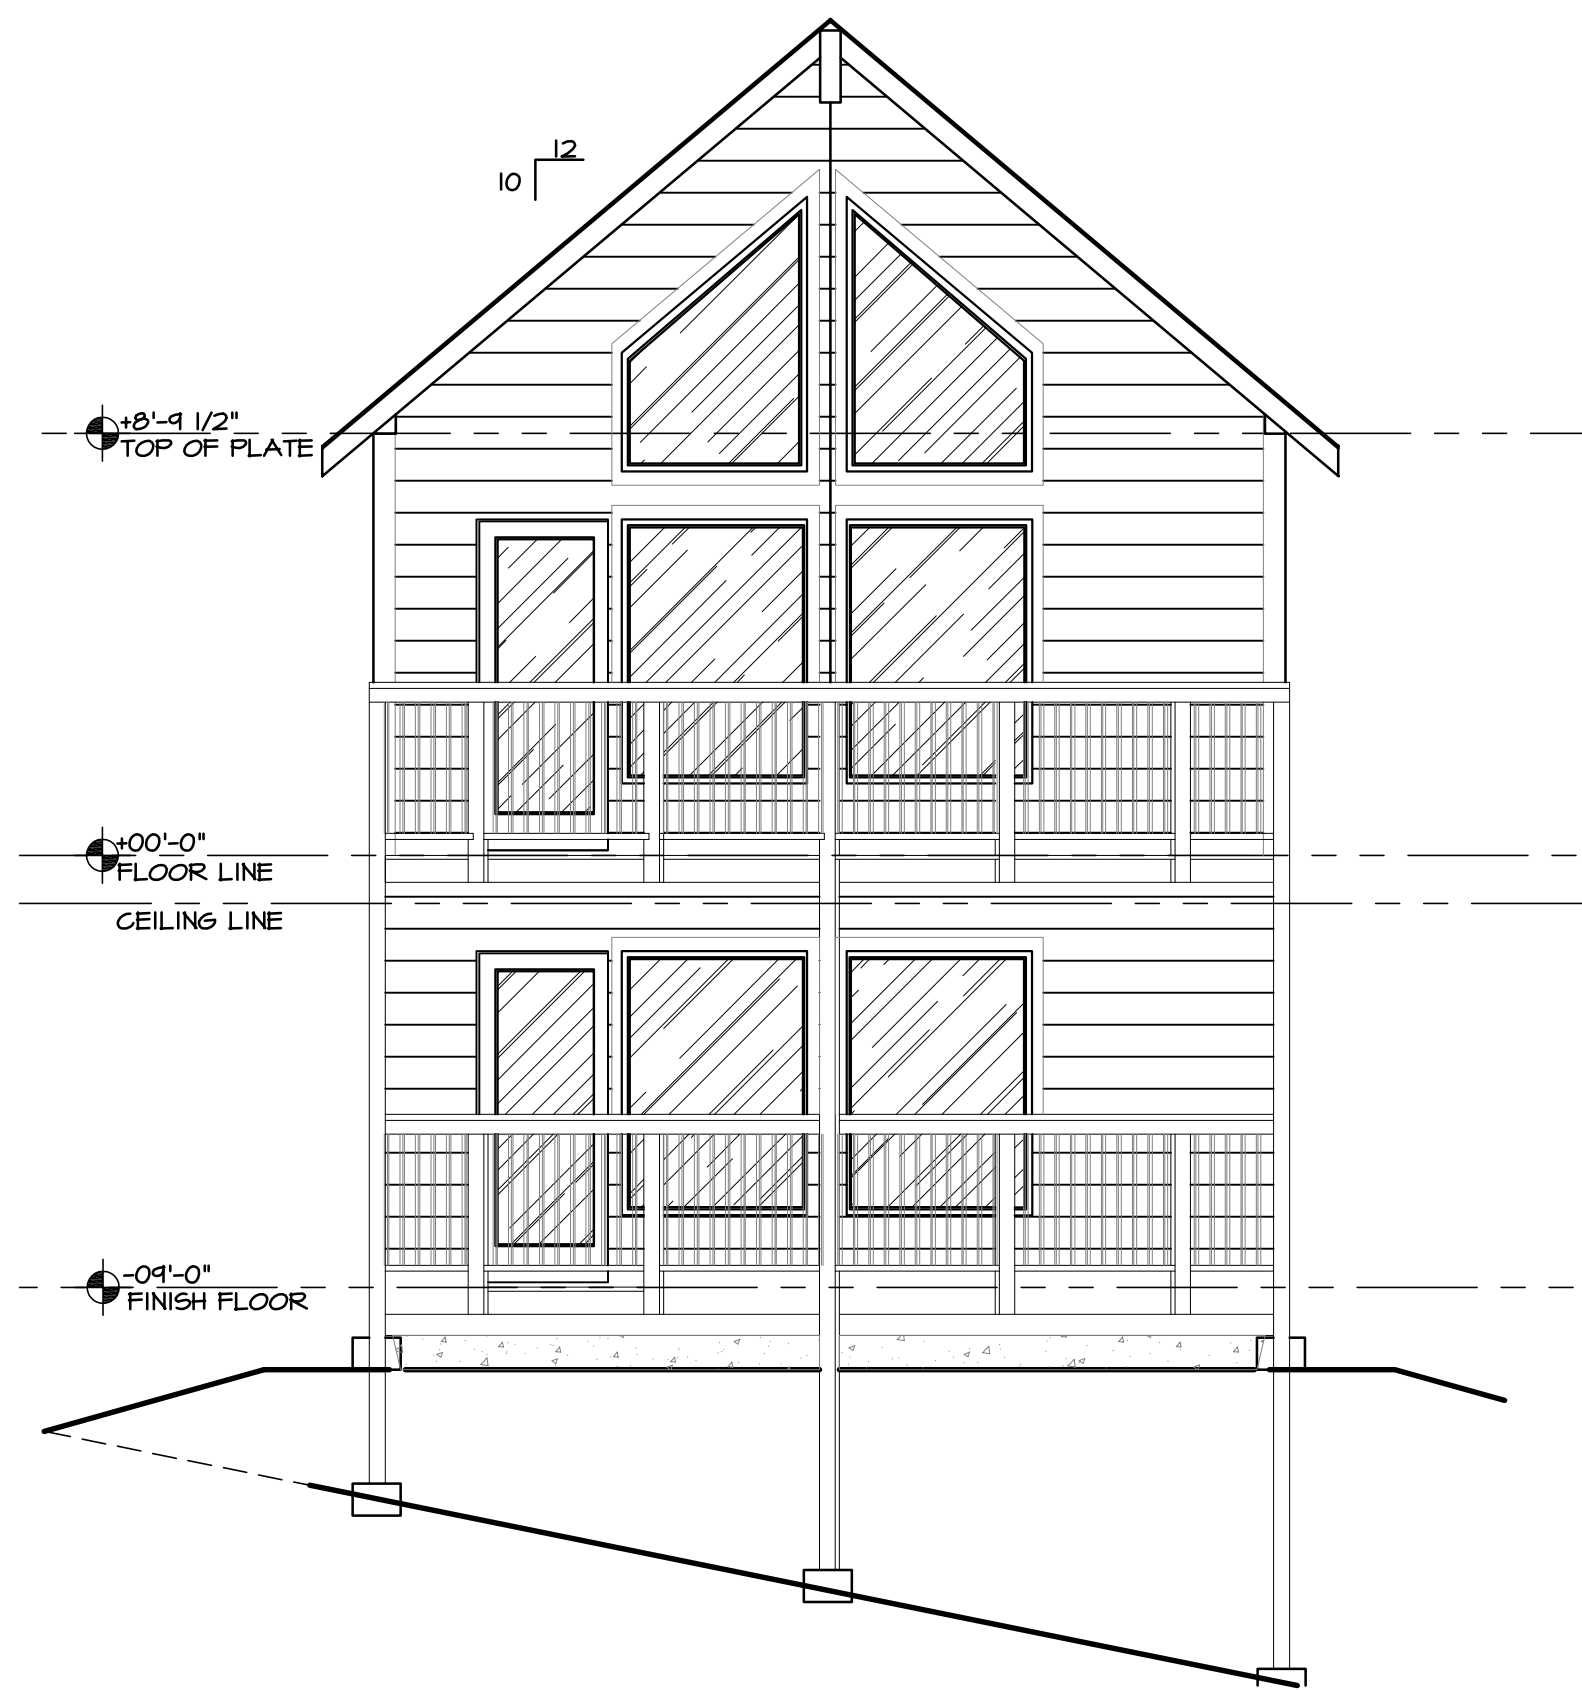 12
10
+8'-9 1/2"
TOP OF PLATE
+00'-0"
FLOOR LINE
CEILING LINE
-09'-0"
FINISH FLOOR